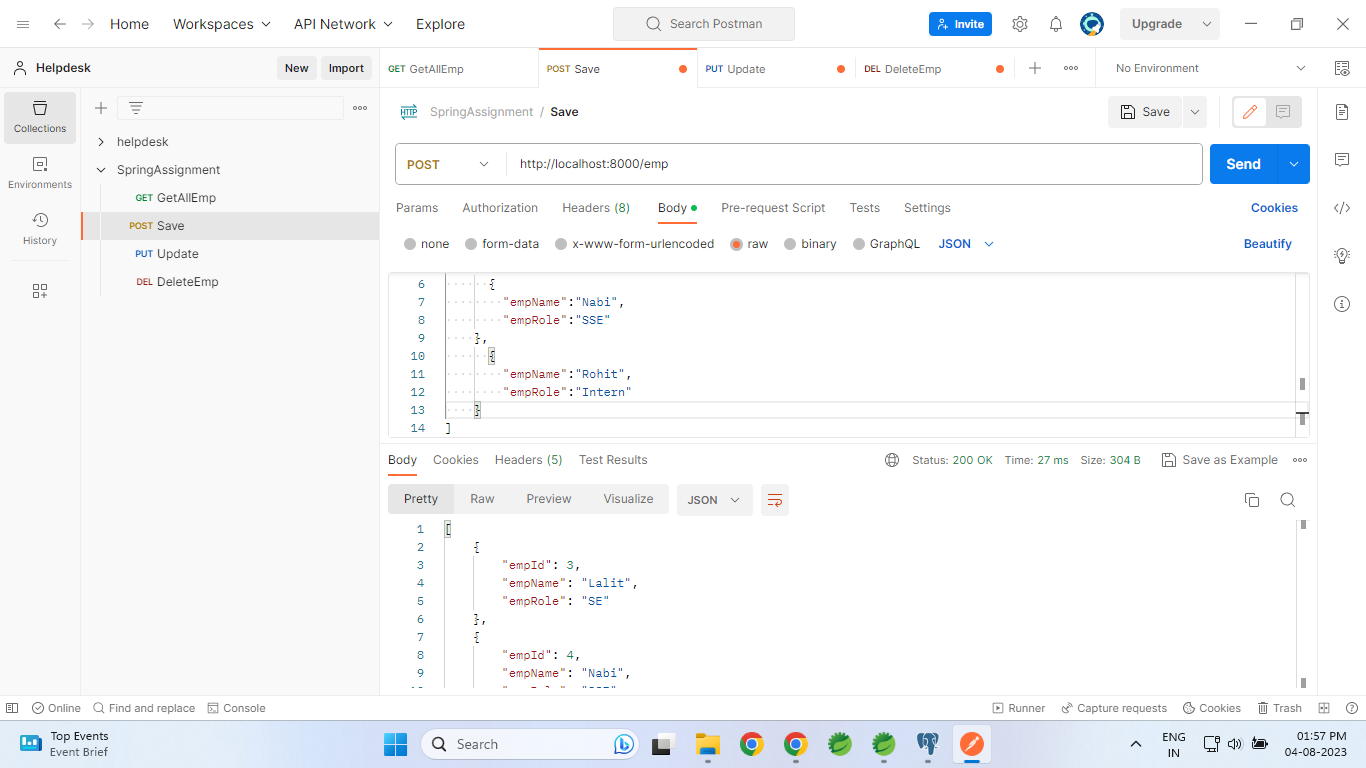 Home Workspaces API Network Explore Search Postman Invite Upgrade
Helpdesk New Import GET GetAllEmp POST Save PUT Update DEL DeleteEmp No Environment
Collections
Environments
History
helpdesk
SpringAssignment
GET GetAllEmp
POST Save
PUT Update
DEL DeleteEmp
HTTP SpringAssignment / Save Save
POST http://localhost:8000/emp Send
Params Authorization Headers (8) Body Pre-request Script Tests Settings Cookies
none form-data x-www-form-urlencoded raw binary GraphQL JSON Beautify
6 {
7 "empName":"Nabi",
8 "empRole":"SSE"
9 },
10 {
11 "empName":"Rohit",
12 "empRole":"Intern"
13 }
14 ]
Body Cookies Headers (5) Test Results Status: 200 OK Time: 27 ms Size: 304 B Save as Example
Pretty Raw Preview Visualize JSON
1 [
2 {
3 "empId": 3,
4 "empName": "Lalit",
5 "empRole": "SE"
6 },
7 {
8 "empId": 4,
9 "empName": "Nabi",
Online Find and replace Console Runner Capture requests Cookies Trash
Top Events
Event Brief
Search
ENG
IN
01:57 PM
04-08-2023